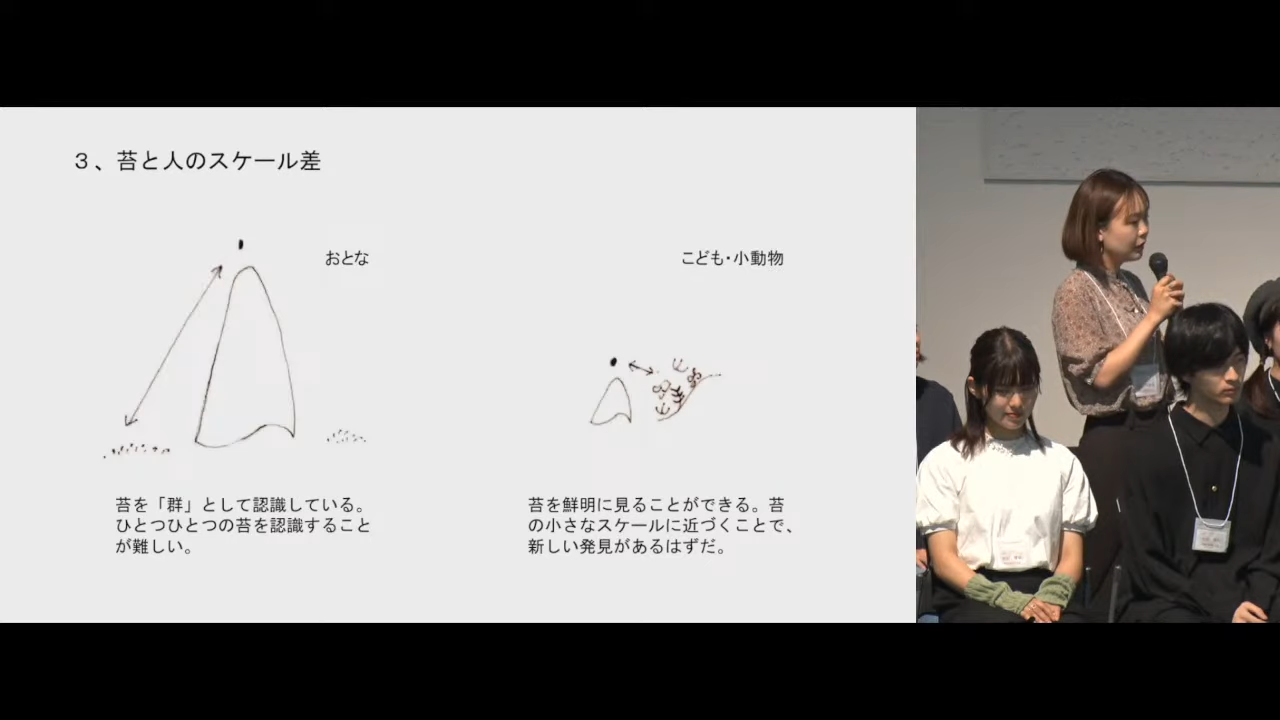 ３、苔と人のスケール差
おとな
こども・小動物
苔を「群」として認識している。
ひとつひとつの苔を認識すること
が難しい。
苔を鮮明に見ることができる。苔
の小さなスケールに近づくことで、
新しい発見があるはずだ。